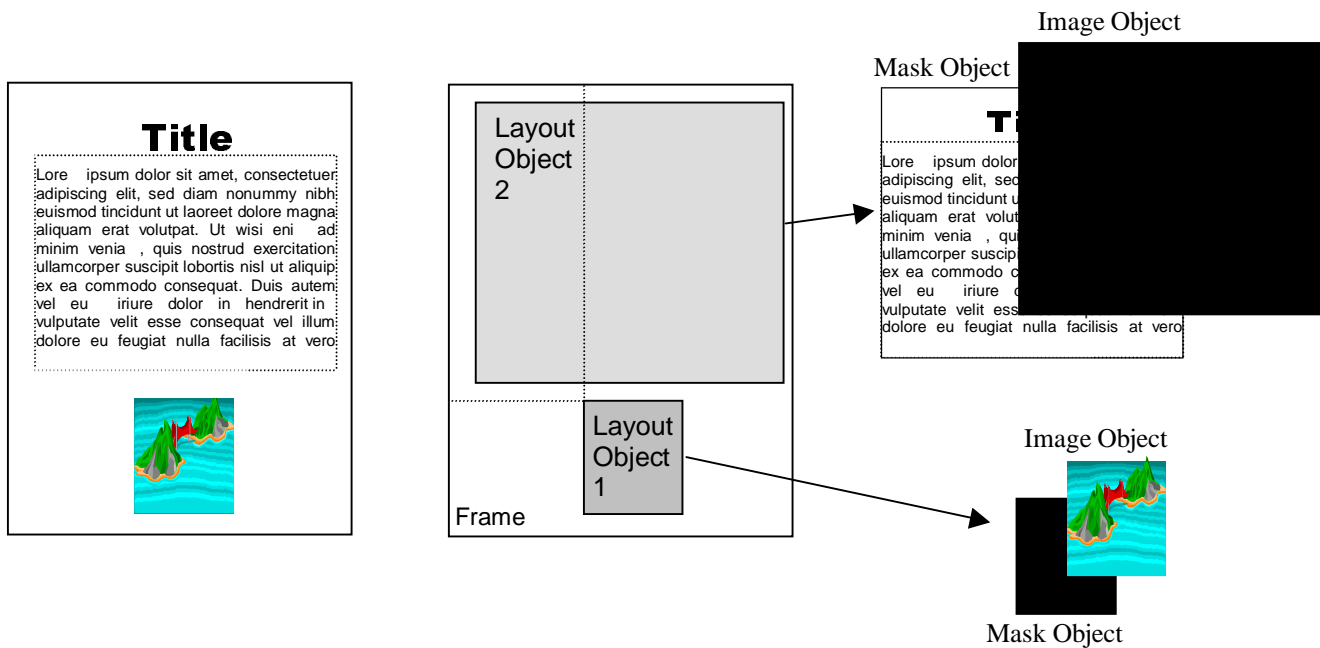 Title
Lore ipsum dolor sit amet, consectetuer
adipiscing elit, sed diam nonummy nibh
euismod tincidunt ut laoreet dolore magna
aliquam erat volutpat. Ut wisi eni ad
minim venia , quis nostrud exercitation
ullamcorper suscipit lobortis nisl ut aliquip
ex ea commodo consequat. Duis autem
vel eu iriure dolor in hendrerit in
vulputate velit esse consequat vel illum
dolore eu feugiat nulla facilisis at vero
Layout
Object
2
Layout
Object
1
Frame
Image Object
Mask Object
Ti
Lore ipsum dolor
adipiscing elit, sed
euismod tincidunt u
aliquam erat volut
minim venia , qui
ullamcorper suscipi
ex ea commodo c
vel eu iriure d
vulputate velit ess
dolore eu feugiat nulla facilisis at vero
Image Object
Mask Object